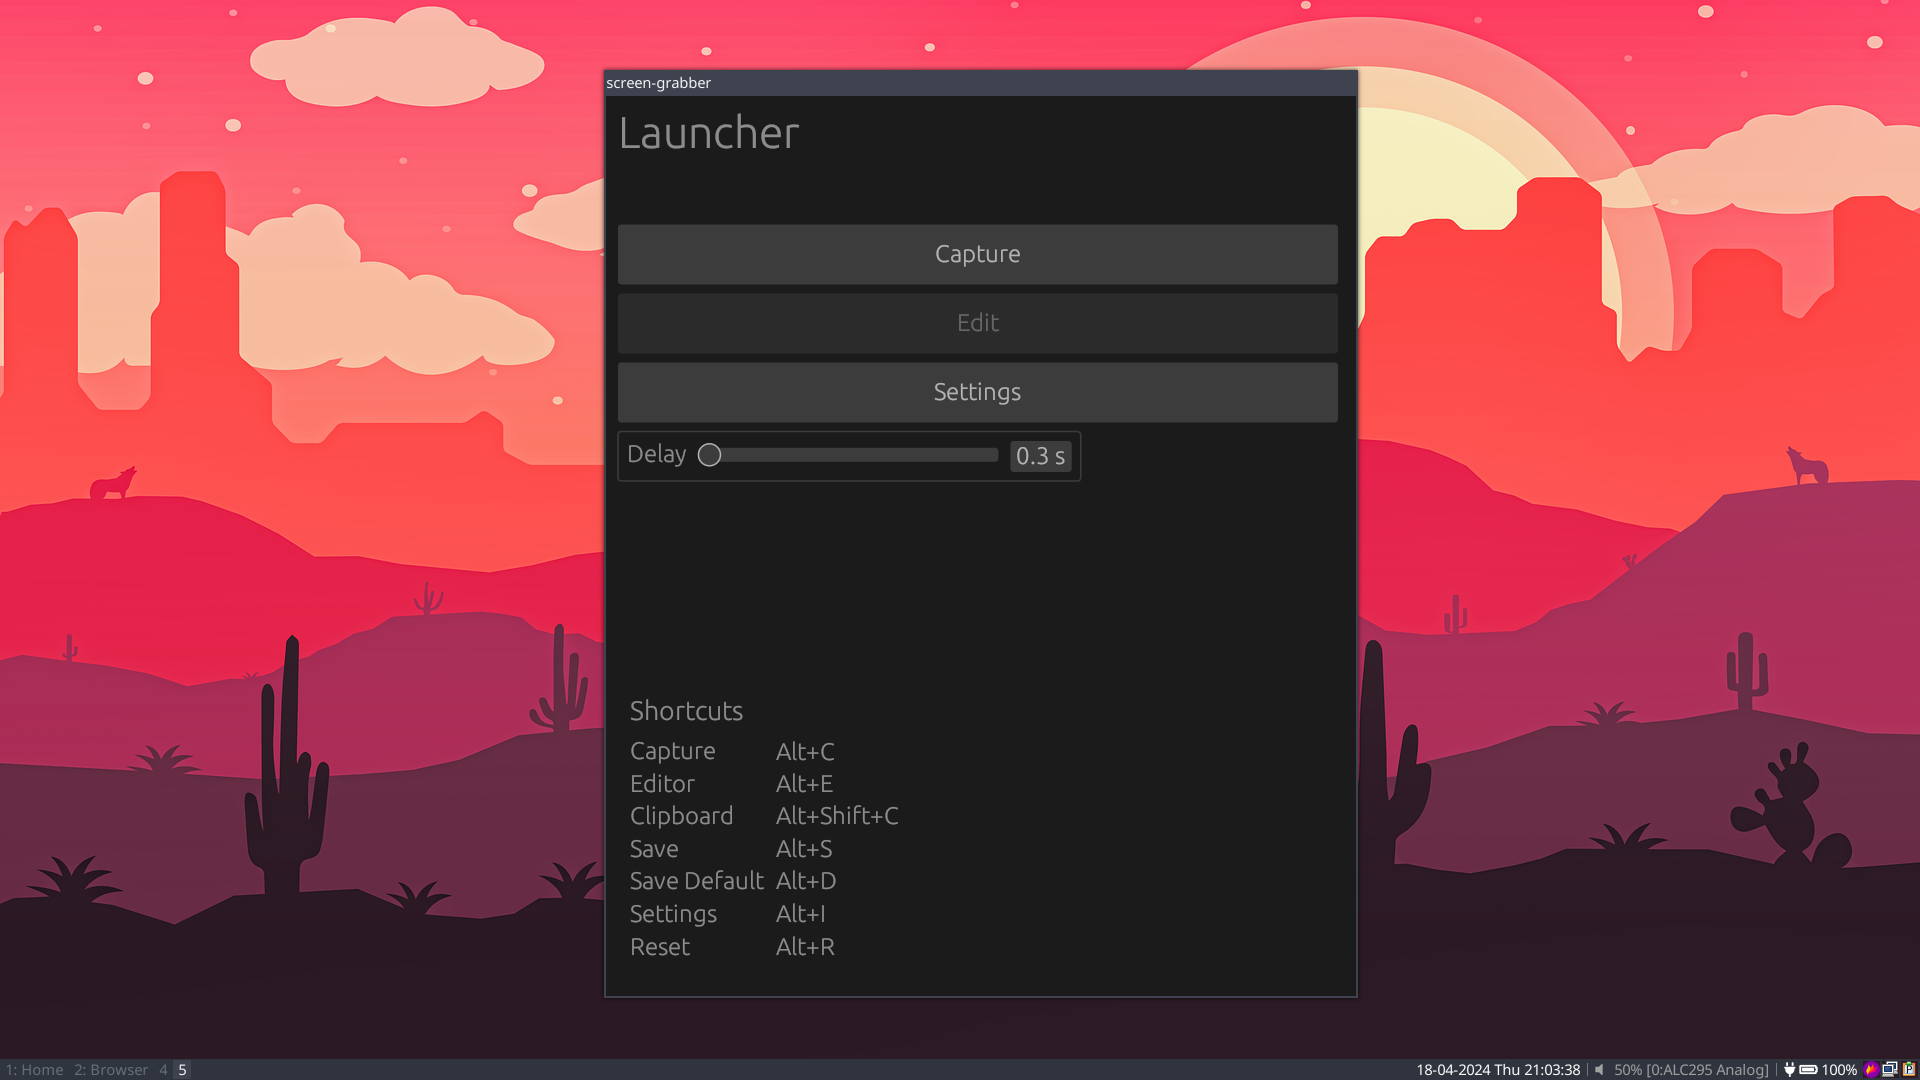 screen-grabber
Launcher
Capture
Edit
Settings
Delay 0.3 s
Shortcuts
Capture Alt+C
Editor Alt+E
Clipboard Alt+Shift+C
Save Alt+S
Save Default Alt+D
Settings Alt+I
Reset Alt+R
1: Home 2: Browser 4 5 18-04-2024 Thu 21:03:38 50% [0:ALC295 Analog] 100%